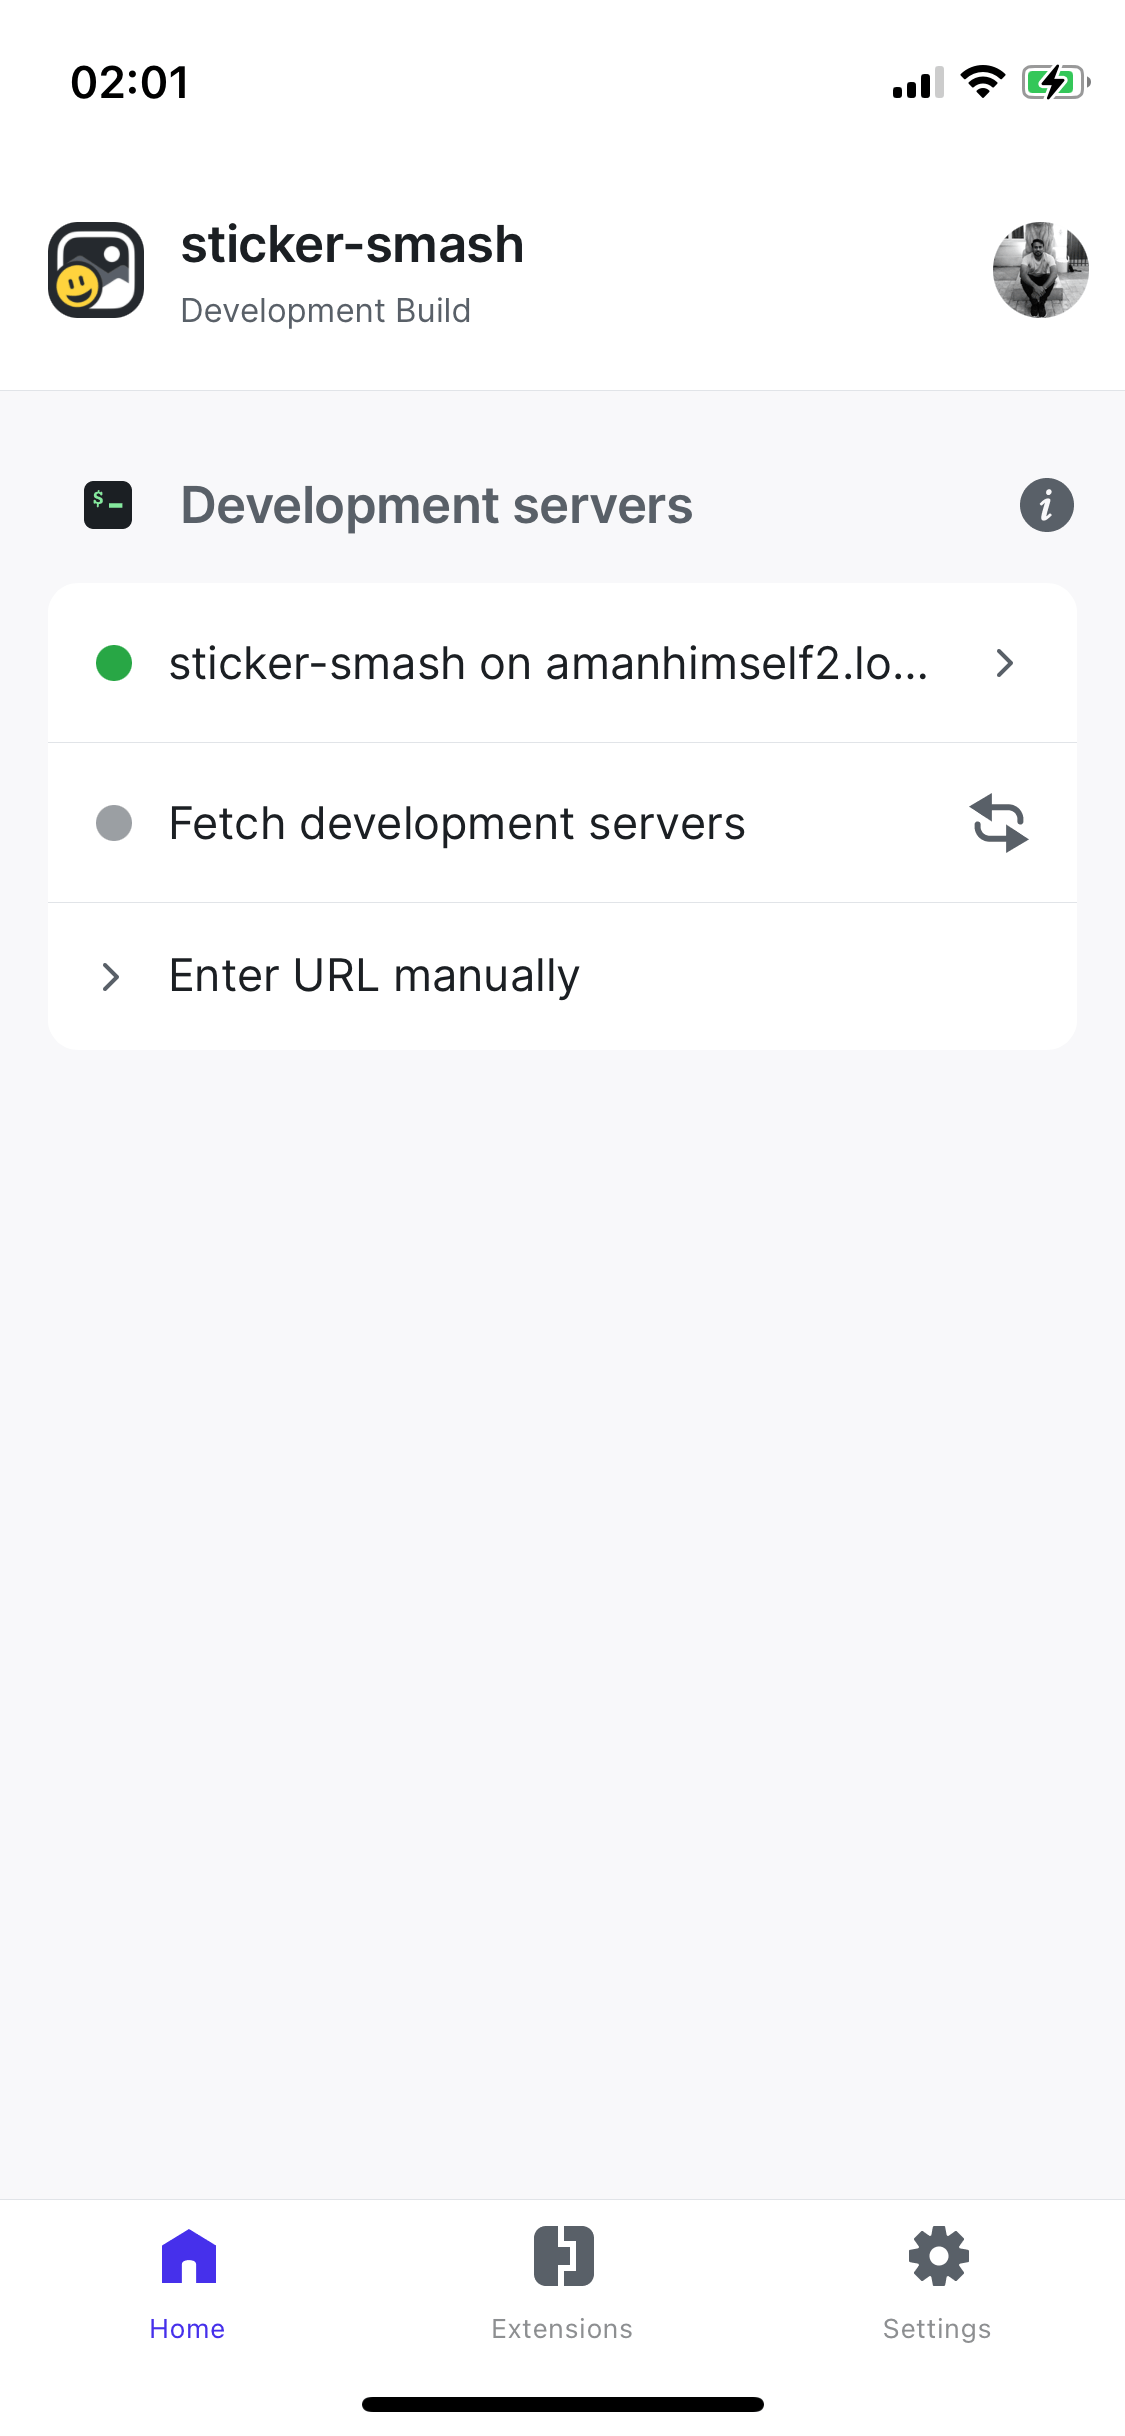 02:01
sticker-smash
Development Build
$
Development servers
i
sticker-smash on amanhimself2.lo...
Fetch development servers
Enter URL manually
Home
Extensions
Settings